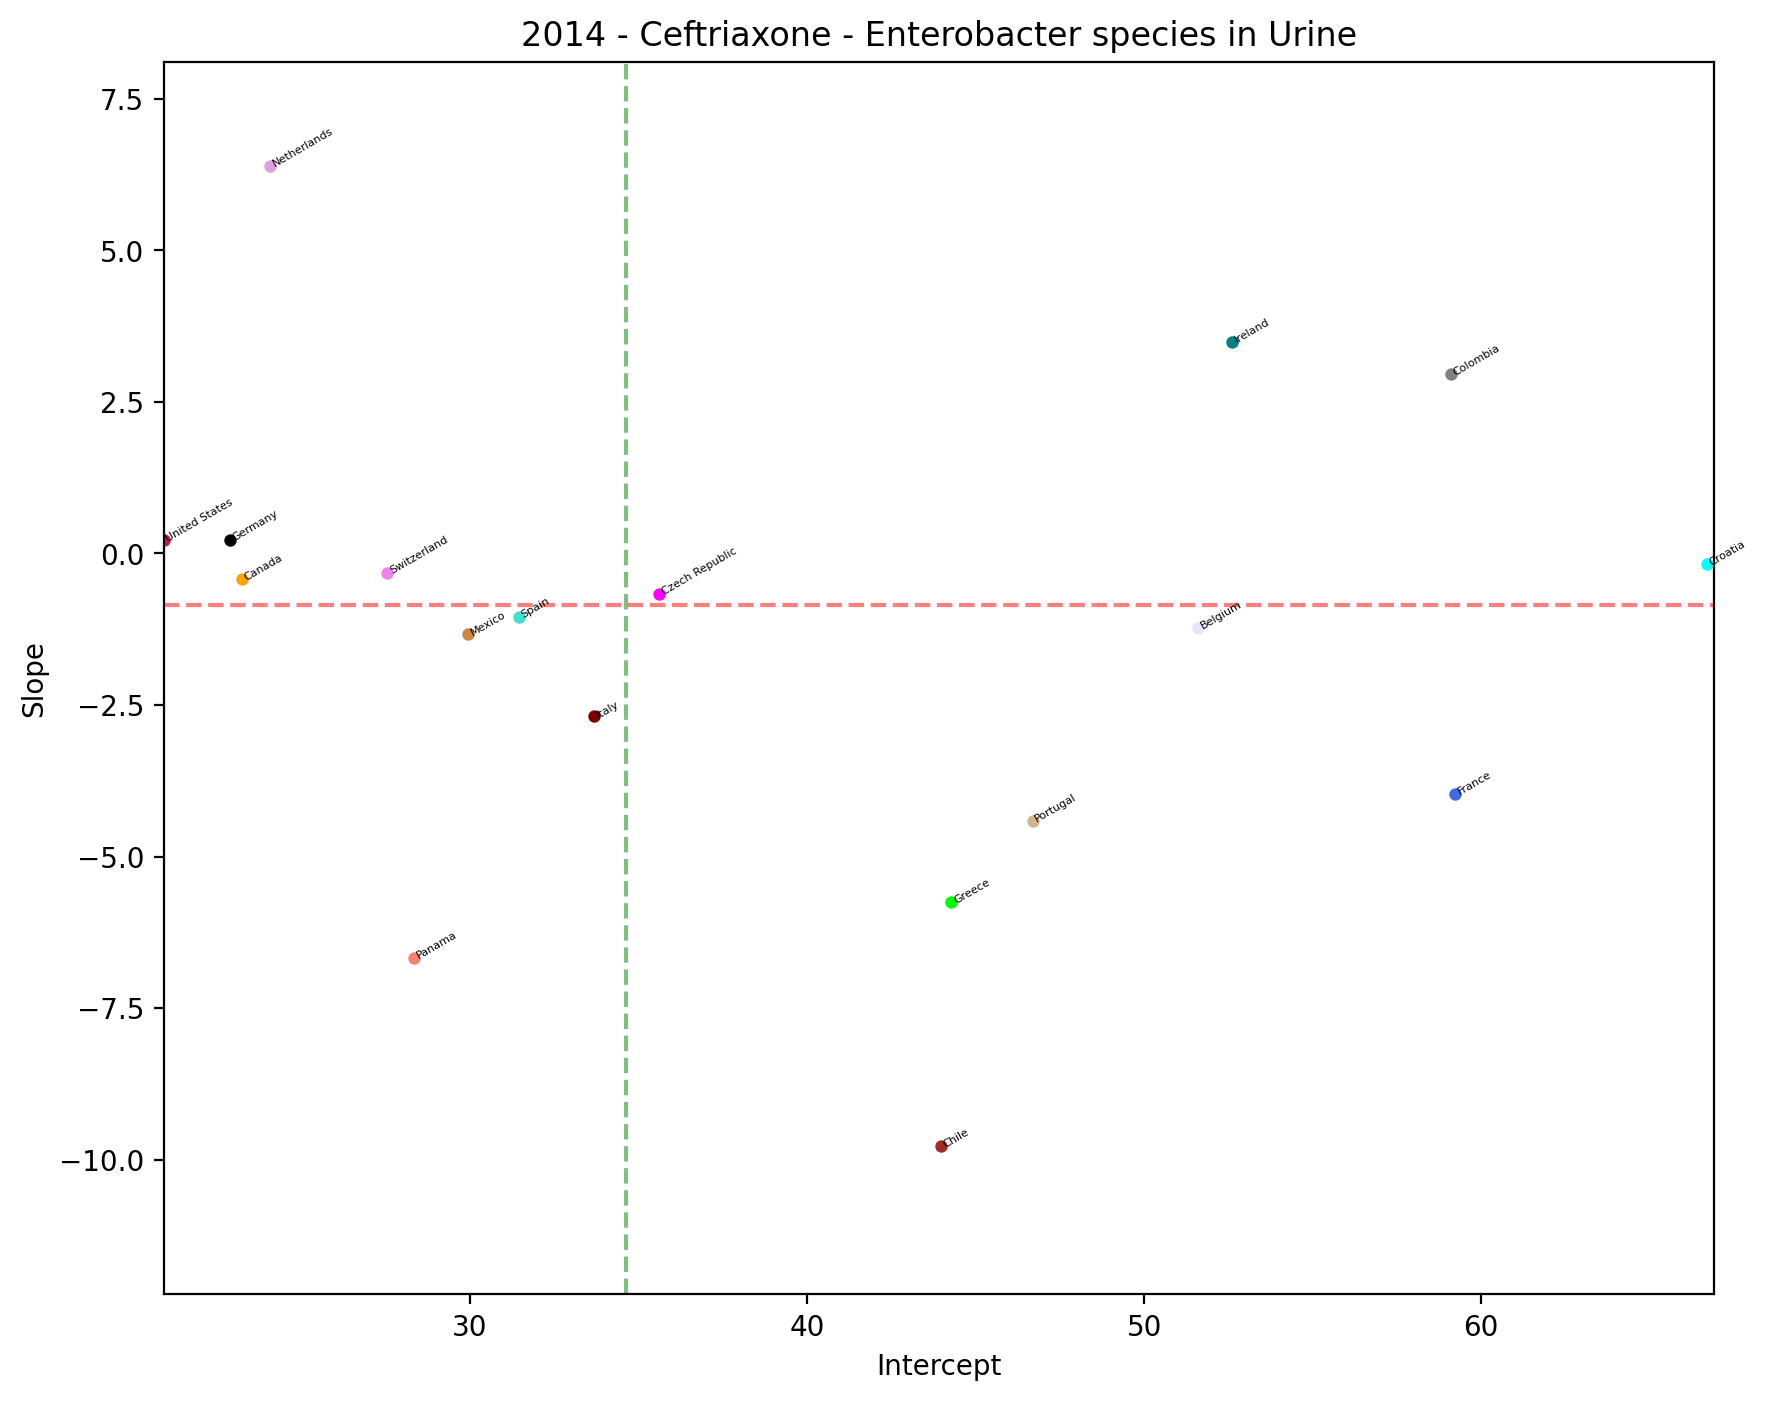 2014 - Ceftriaxone - Enterobacter species in Urine
7.5
Netherlands
5.0
Ireland
Colombia
2.5
United States
Germany
Switzerland
Czech Republic
Croatia
0.0
Canada
Spain
Mexico
Belgium
Slope
−2.5
Italy
France
Portugal
−5.0
Greece
Panama
−7.5
Chile
−10.0
30
40
50
60
Intercept